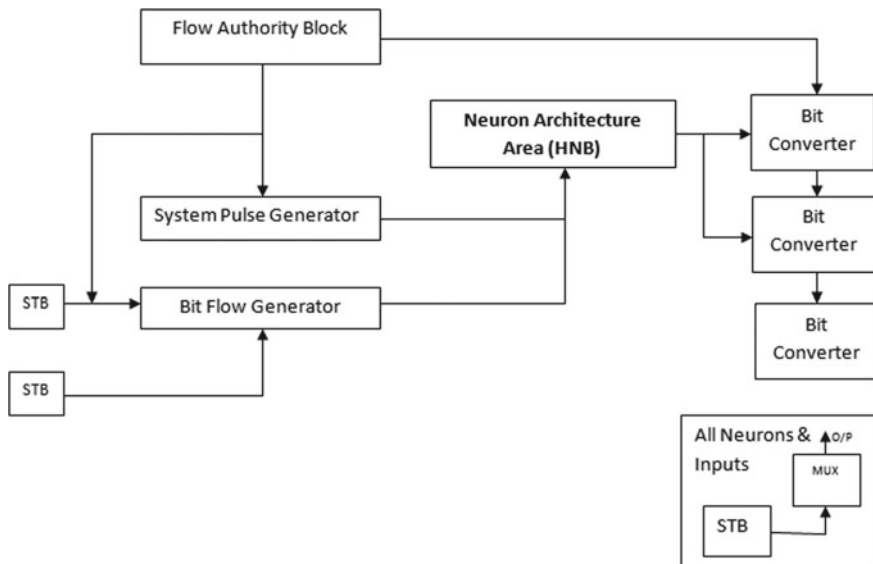 Flow Authority Block
Neuron Architecture
Area (HNB)
Bit
Converter
System Pulse Generator
Bit
Converter
STB
Bit Flow Generator
Bit
Converter
STB
All Neurons &
Inputs
O/P
MUX
STB